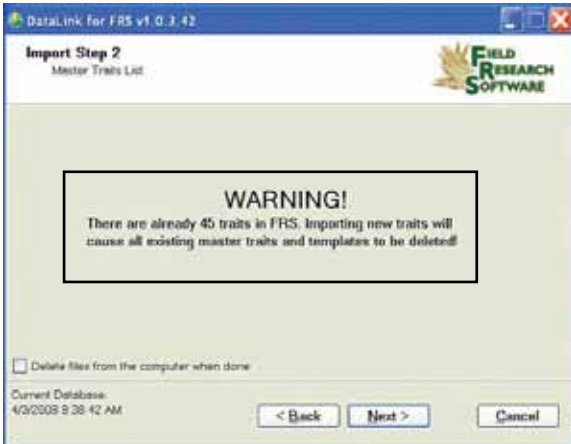 DataLink for FRS v1.0.3.42
Import Step 2
Master Traits List
FIELD
RESEARCH
SOFTWARE
WARNING!
There are already 45 traits in FRS. Importing new traits will
cause all existing master traits and templates to be deleted!
Delete files from the computer when done
Current Database:
4/3/2008 9:38:42 AM
< Back
Next >
Cancel